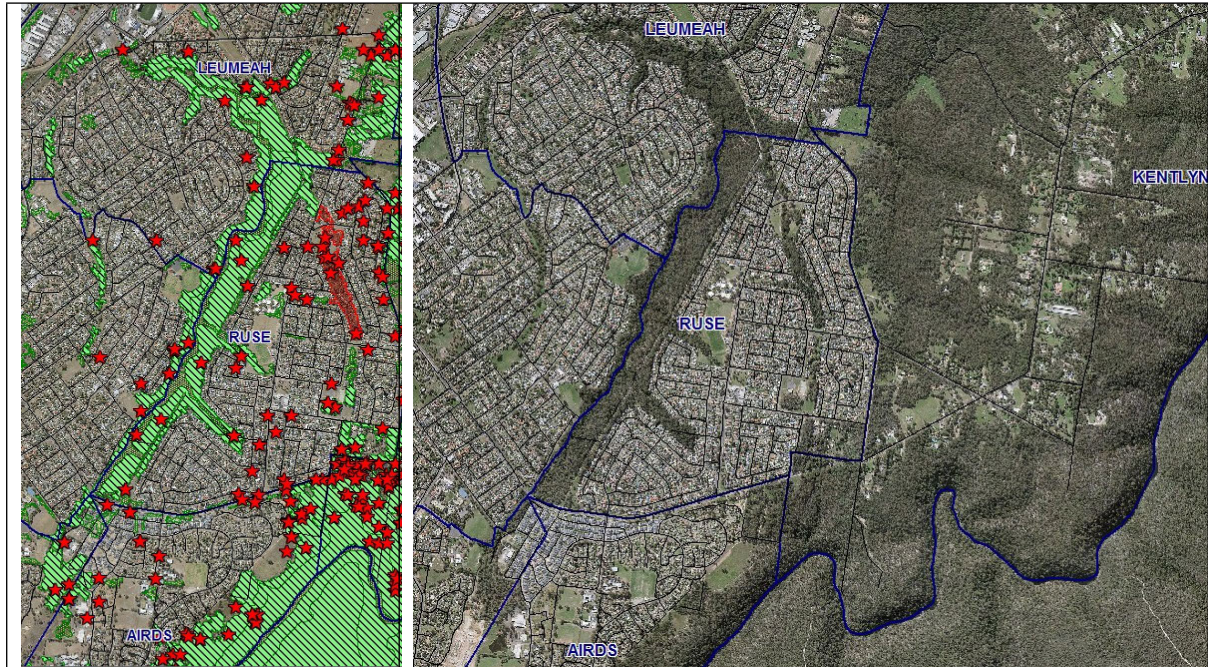 LEUMEAH
RUSE
AIRDS
LEUMEAH
KENTLYN
RUSE
AIRDS